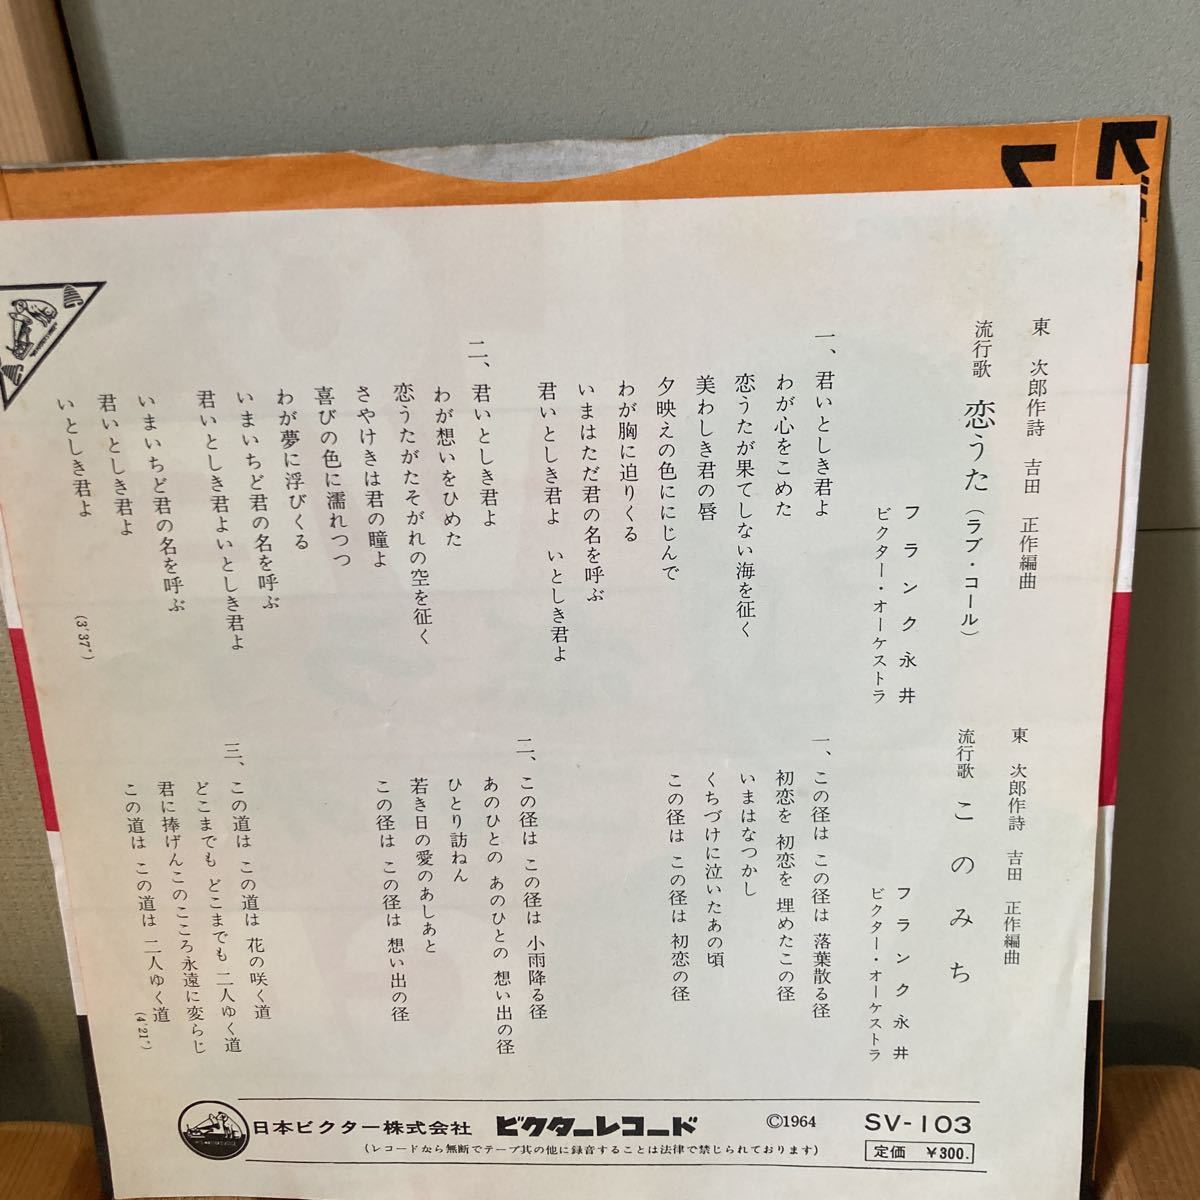 東 次郎作詩 吉田 正作編曲
流行歌 恋うた(ラブ・コール)
フランク永井
ビクター・オーケストラ
一、君いとしき君よ
わが心をこめた
恋うたが果てしない海を征く
美わしき君の唇
夕映えの色ににじんで
わが胸に迫りくる
いまはただ君の名を呼ぶ
君いとしき君よ いとしき君よ
二、君いとしき君よ
わが想いをひめた
恋うたがたそがれの空を征く
さやけきは君の瞳よ
喜びの色に濡れつつ
わが夢に浮びくる
いまいちど君の名を呼ぶ
君いとしき君よいとしき君よ
いまいちど君の名を呼ぶ
君いとしき君よ
いとしき君よ
(3'37")
東 次郎作詩 吉田 正作編曲
流行歌 このみち
フランク永井
ビクター・オーケストラ
一、この径は この径は 落葉散る径
初恋を 初恋を 埋めたこの径
いまはなつかし
くちづけに泣いたあの頃
この径は この径は 初恋の径
二、この径は この径は 小雨降る径
あのひとの あのひとの 想い出の径
ひとり訪ねん
若き日の愛のあしあと
この径は この径は 想い出の径
三、この道は この道は 花の咲く道
どこまでも どこまでも 二人ゆく道
君に捧げんこのこころ永遠に変らじ
この道は この道は 二人ゆく道
(4'21")
日本ビクター株式会社 ビクターレコード Ⓒ1964 SV-103
(レコードから無断でテープ其の他に録音することは法律で禁じられております) 定価 ¥300.